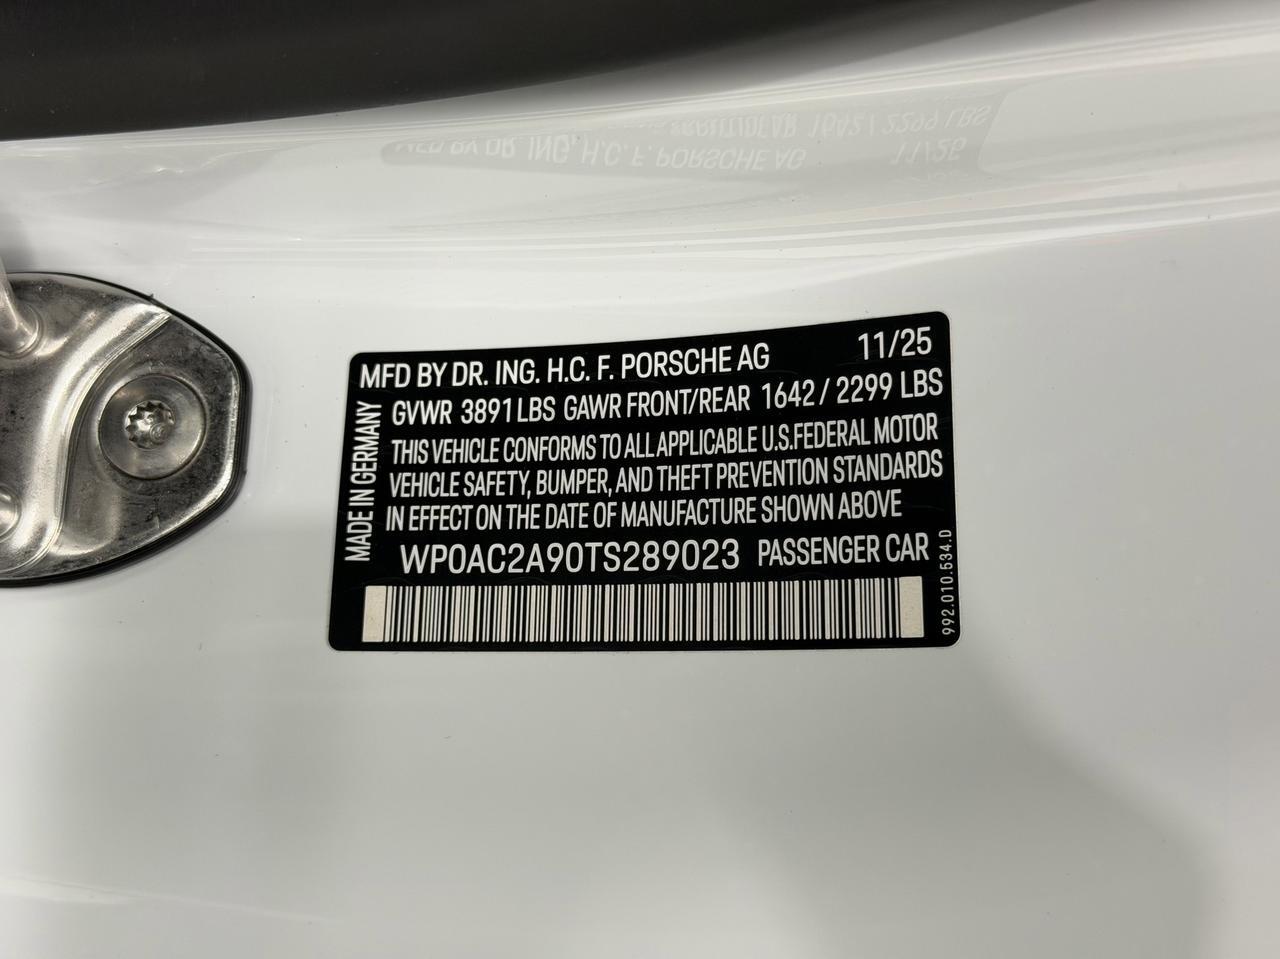 MFD BY DR. ING. H.C. F. PORSCHE AG 11/25
GVWR 3891 LBS GAWR FRONT/REAR 1642 / 2299 LBS
THIS VEHICLE CONFORMS TO ALL APPLICABLE U.S.FEDERAL MOTOR
VEHICLE SAFETY, BUMPER, AND THEFT PREVENTION STANDARDS
IN EFFECT ON THE DATE OF MANUFACTURE SHOWN ABOVE
WP0AC2A90TS289023 PASSENGER CAR
MADE IN GERMANY
992.010.534.D